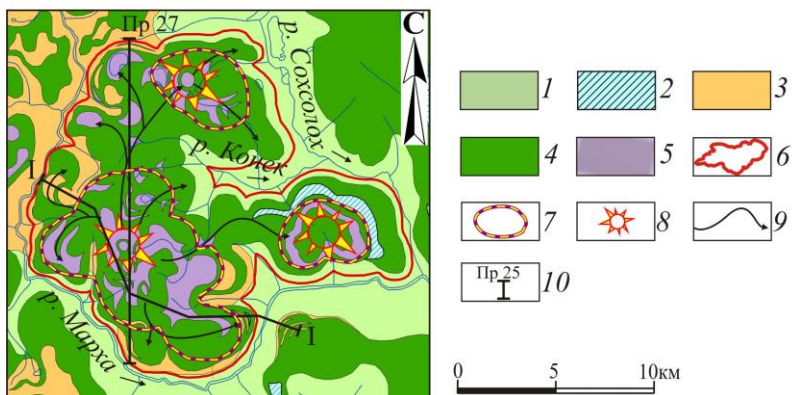 Пр 27
С
р. Сохсолох
р. Конек
I
I
р. Марха
1
2
3
4
5
6
7
8
9
Пр 25
10
0
5
10км